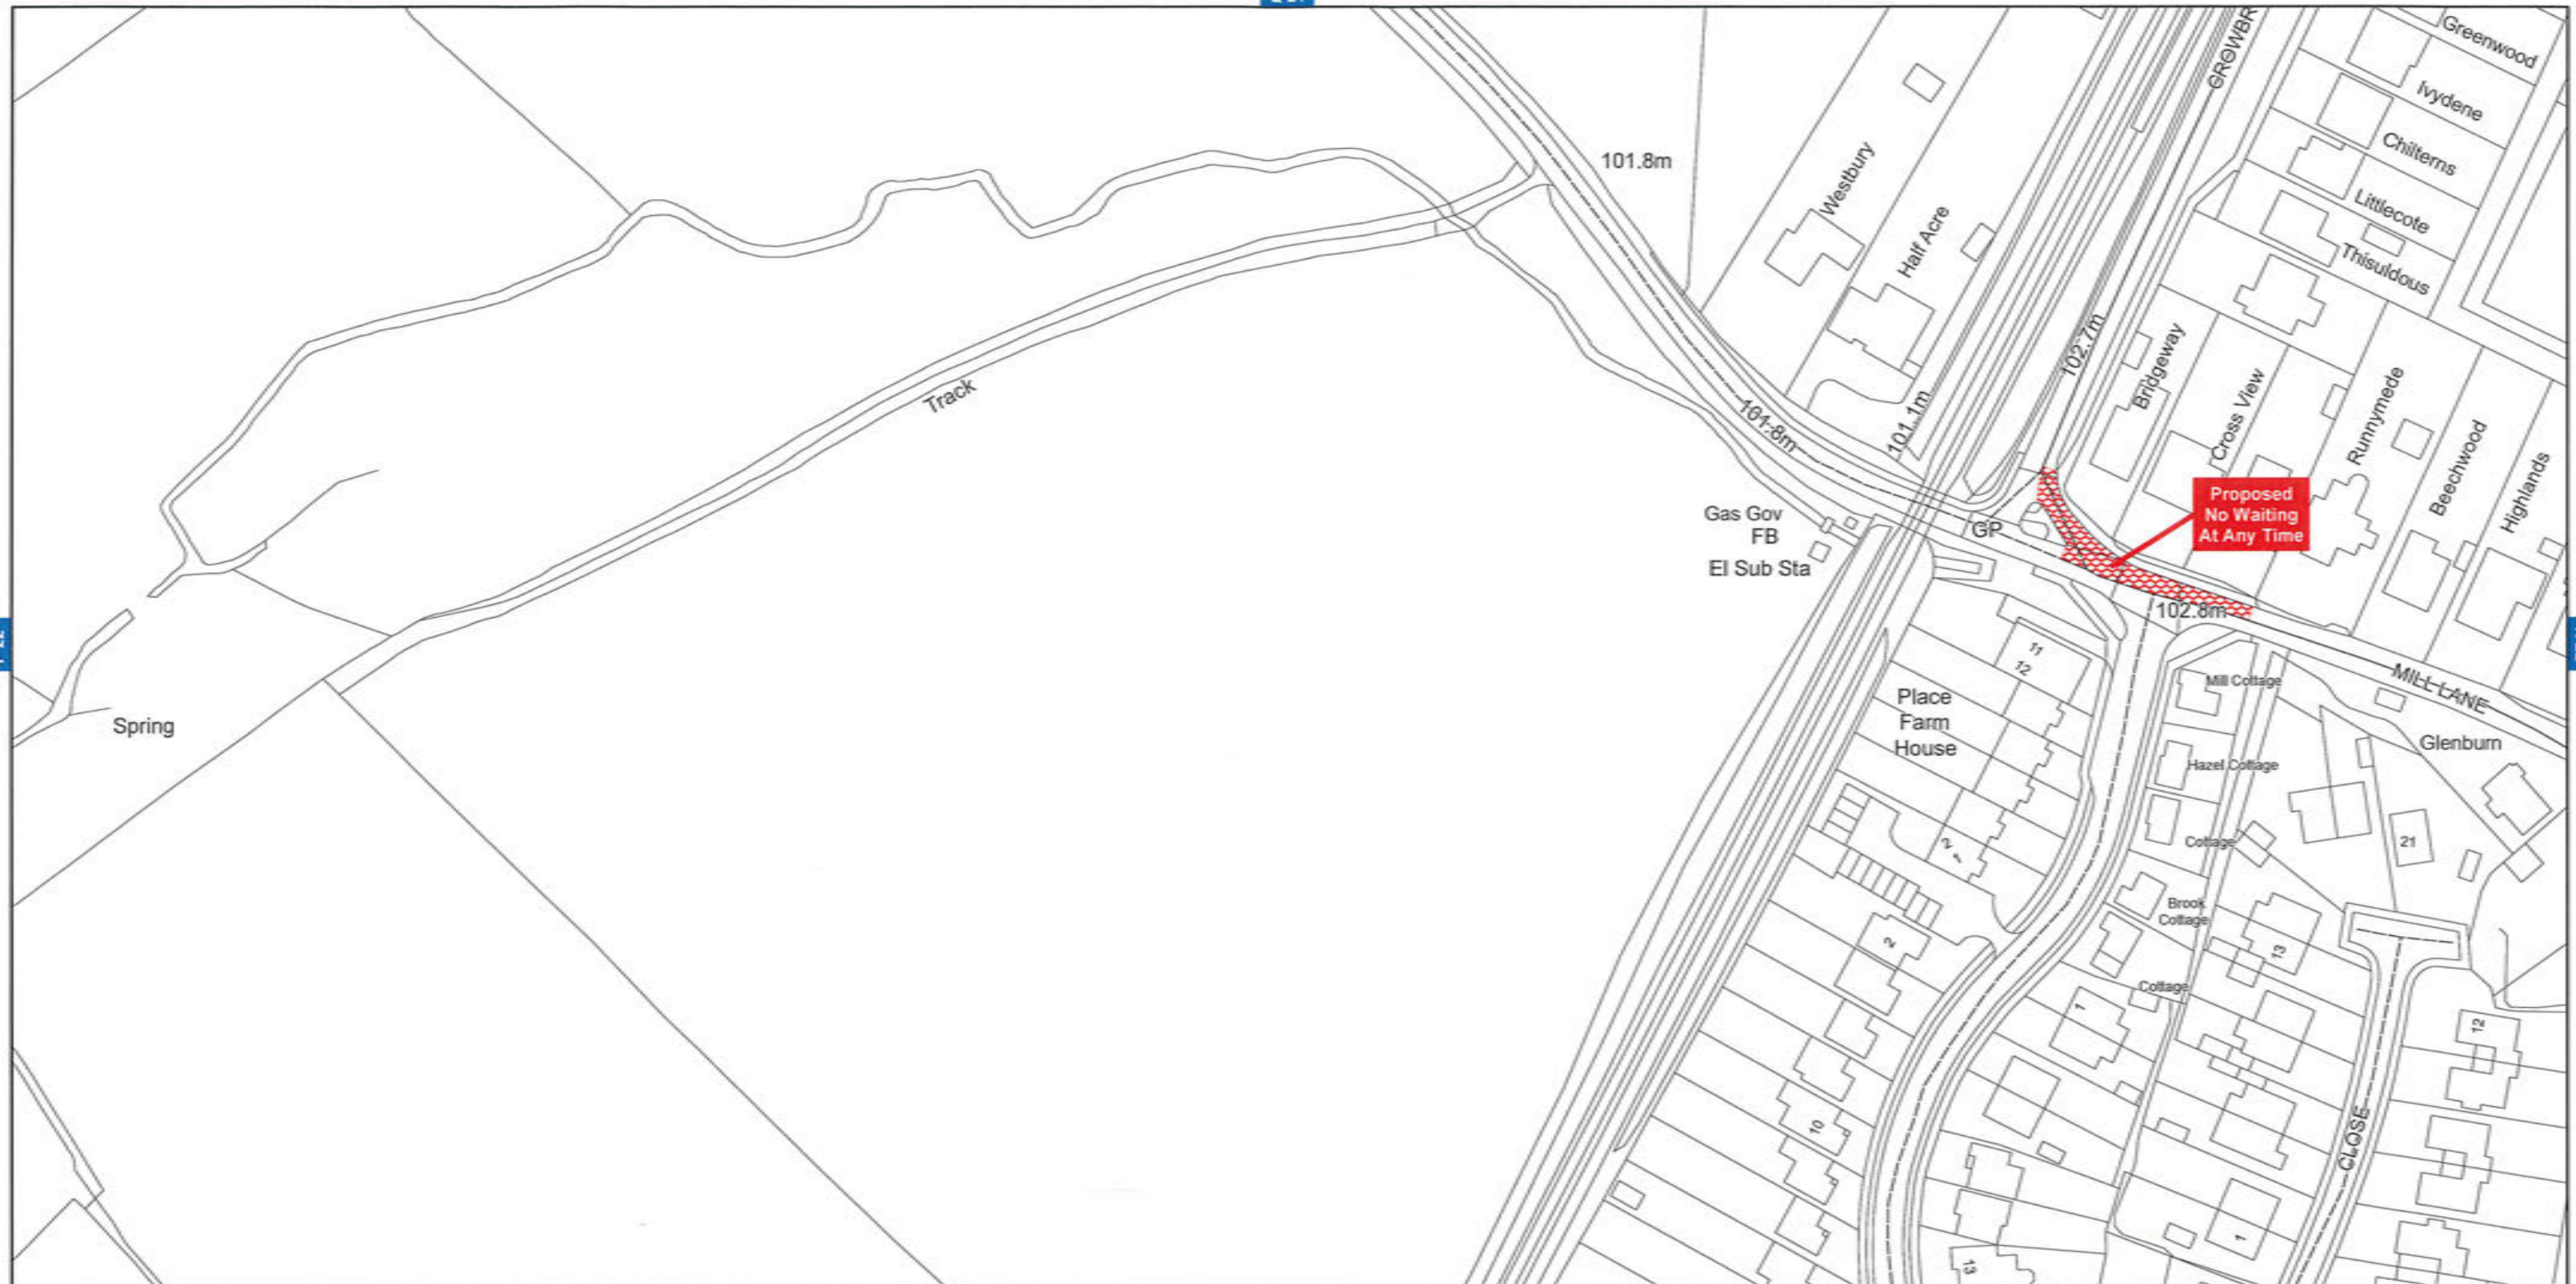 CROWBR
Greenwood
Ivydene
Chilterns
Littlecote
Thisuldous
101.8m
Westbury
Half Acre
102.7m
Bridgeway
Cross View
Runnymede
Beechwood
Highlands
Track
101.8m
101.1m
Proposed
No Waiting
At Any Time
Gas Gov
FB
GP
El Sub Sta
102.8m
MILL LANE
11
12
Mill Cottage
Place
Farm
House
Spring
Glenburn
Hazel Cottage
Cottage
21
2
1
Brook
Cottage
2
13
Cottage
1
12
10
CLOSE
1
13